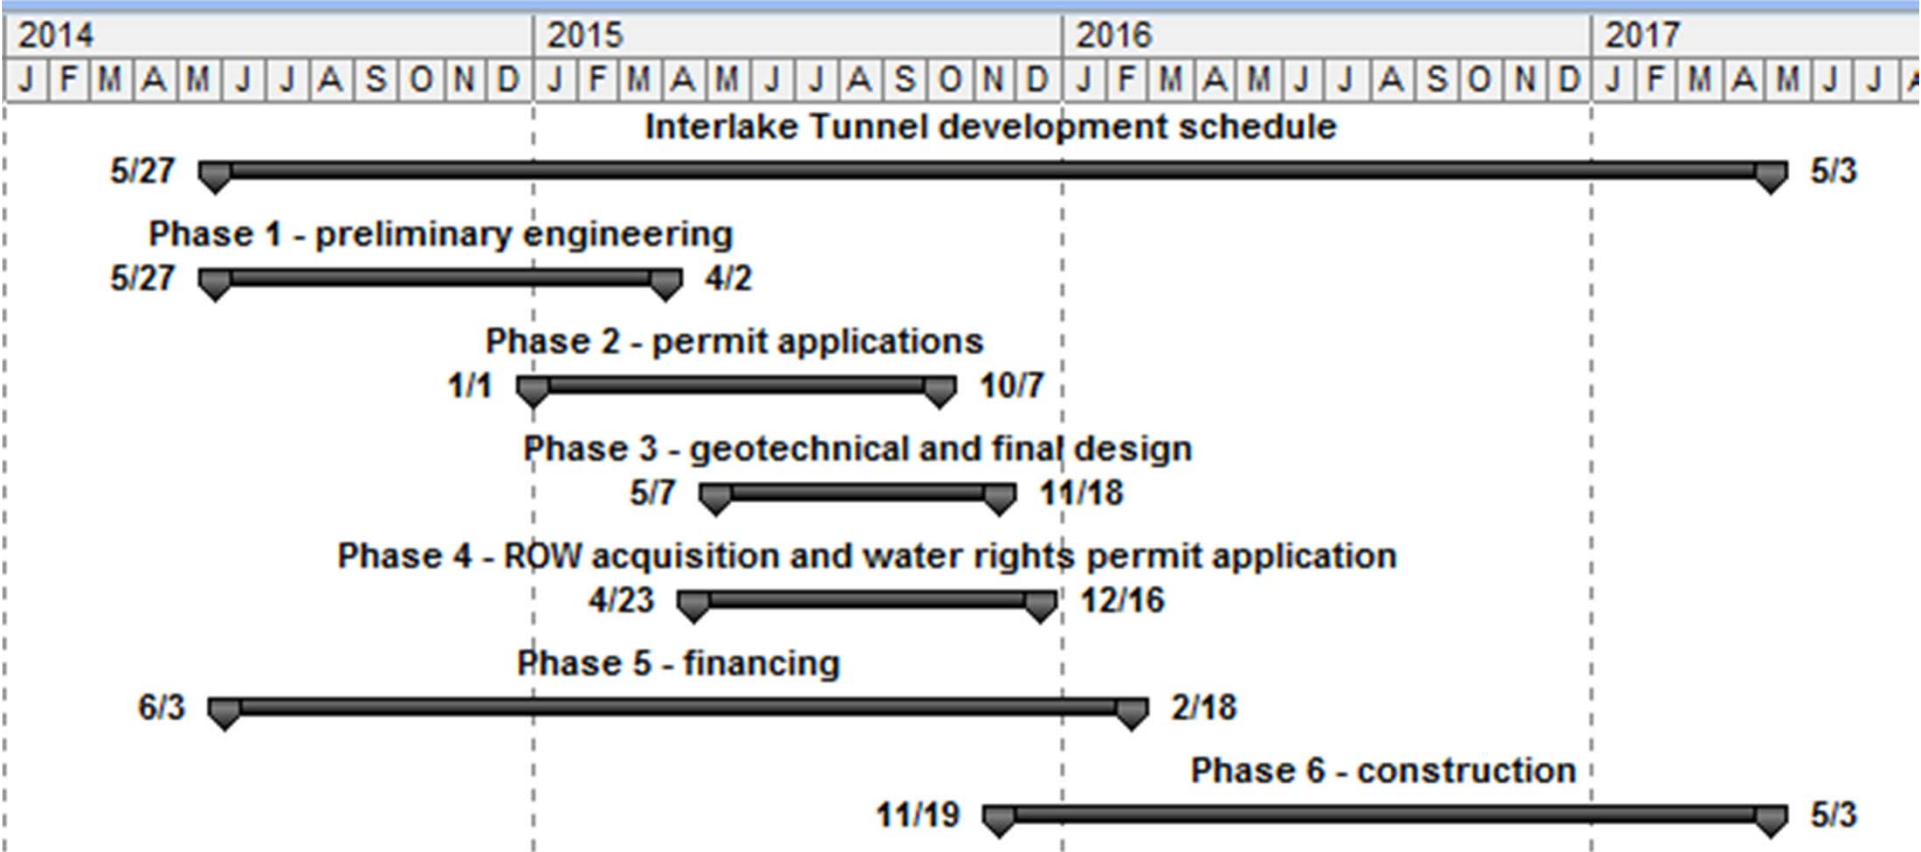 2014 2015 2016 2017
J F M A M J J A S O N D J F M A M J J A S O N D J F M A M J J A S O N D J F M A M J J A
Interlake Tunnel development schedule
5/27 5/3
Phase 1 - preliminary engineering
5/27 4/2
Phase 2 - permit applications
1/1 10/7
Phase 3 - geotechnical and final design
5/7 11/18
Phase 4 - ROW acquisition and water rights permit application
4/23 12/16
Phase 5 - financing
6/3 2/18
Phase 6 - construction
11/19 5/3